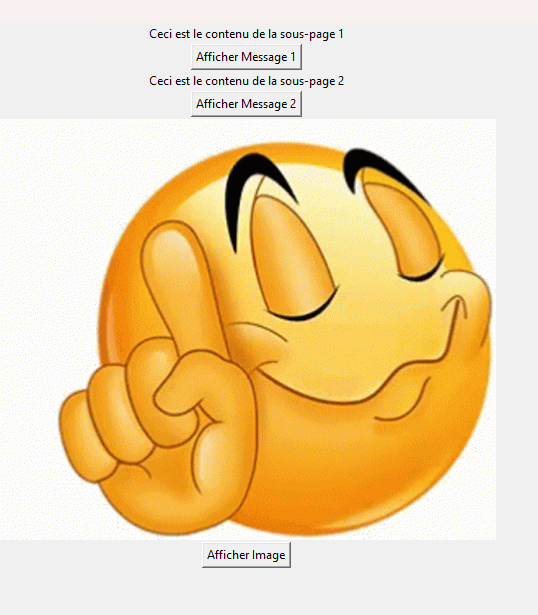 Ceci est le contenu de la sous-page 1
Afficher Message 1
Ceci est le contenu de la sous-page 2
Afficher Message 2
Afficher Image